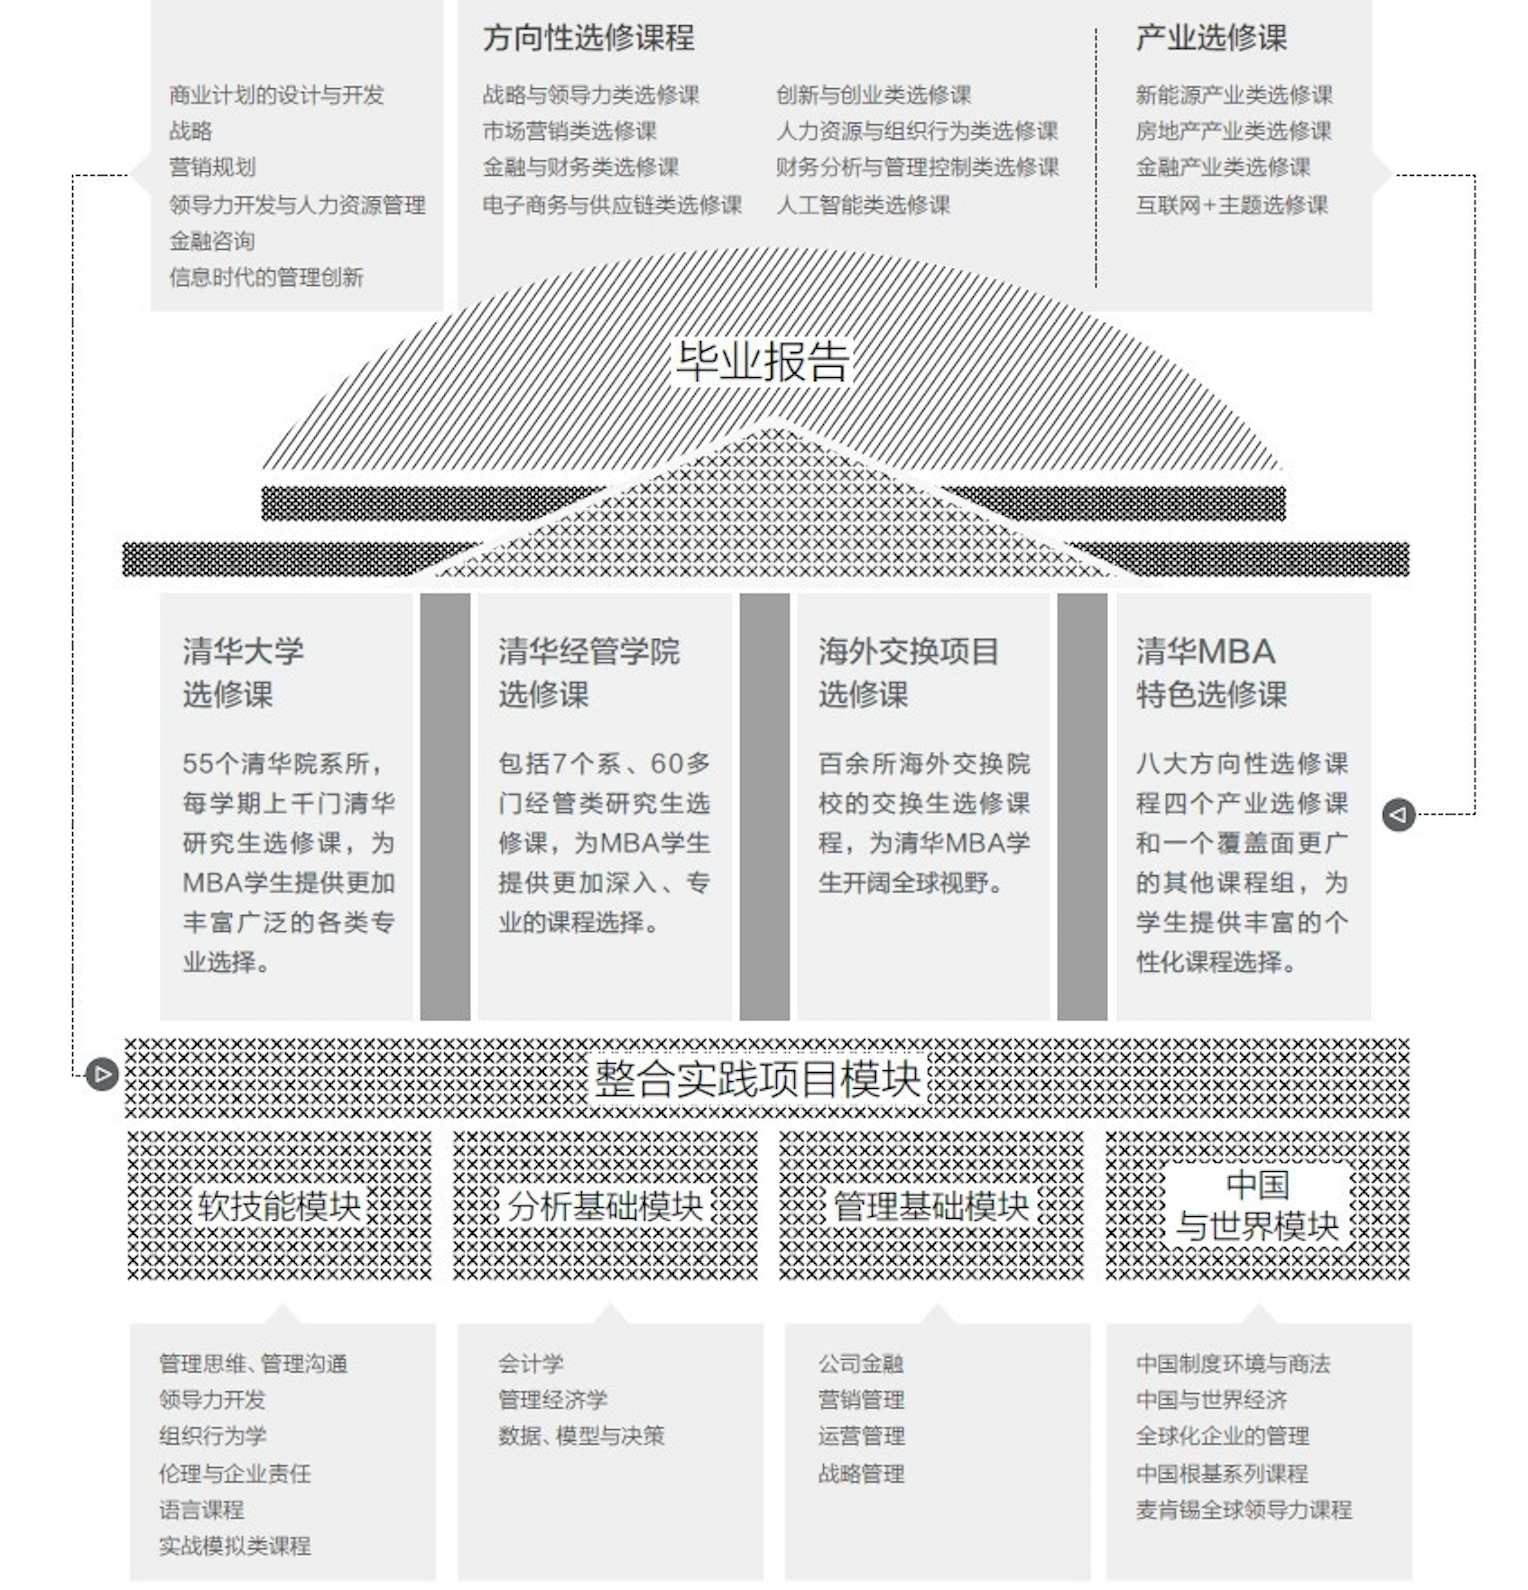 商业计划的设计与开发
战略
营销规划
领导力开发与人力资源管理
金融咨询
信息时代的管理创新
方向性选修课程
战略与领导力类选修课
市场营销类选修课
金融与财务类选修课
电子商务与供应链类选修课
创新与创业类选修课
人力资源与组织行为类选修课
财务分析与管理控制类选修课
人工智能类选修课
产业选修课
新能源产业类选修课
房地产产业类选修课
金融产业类选修课
互联网+主题选修课
毕业报告
清华大学
选修课
55个清华院系所，
每学期上千门清华
研究生选修课，为
MBA学生提供更加
丰富广泛的各类专
业选择。
清华经管学院
选修课
包括7个系、60多
门经管类研究生选
修课，为MBA学生
提供更加深入、专
业的课程选择。
海外交换项目
选修课
百余所海外交换院
校的交换生选修课
程，为清华MBA学
生开阔全球视野。
清华MBA
特色选修课
八大方向性选修课
程四个产业选修课
和一个覆盖面更广
的其他课程组，为
学生提供丰富的个
性化课程选择。
整合实践项目模块
软技能模块
分析基础模块
管理基础模块
中国
与世界模块
管理思维、管理沟通
领导力开发
组织行为学
伦理与企业责任
语言课程
实战模拟类课程
会计学
管理经济学
数据、模型与决策
公司金融
营销管理
运营管理
战略管理
中国制度环境与商法
中国与世界经济
全球化企业的管理
中国根基系列课程
麦肯锡全球领导力课程